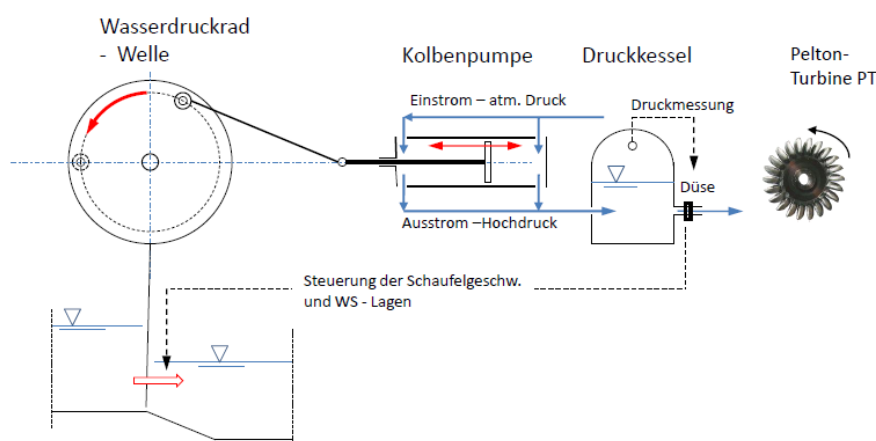 Wasserdruckrad
- Welle
Kolbenpumpe
Druckkessel
Pelton-
Turbine PT
Einstrom – atm. Druck
Druckmessung
Düse
Ausstrom –Hochdruck
Steuerung der Schaufelgeschw.
und WS - Lagen